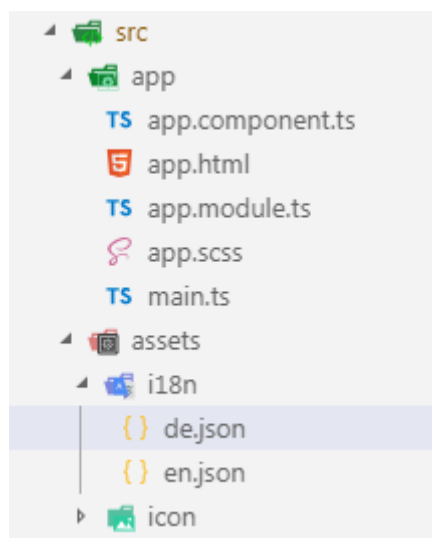 src
app
TS app.component.ts
5 app.html
TS app.module.ts
app.scss
TS main.ts
assets
i18n
{ } de.json
{ } en.json
icon